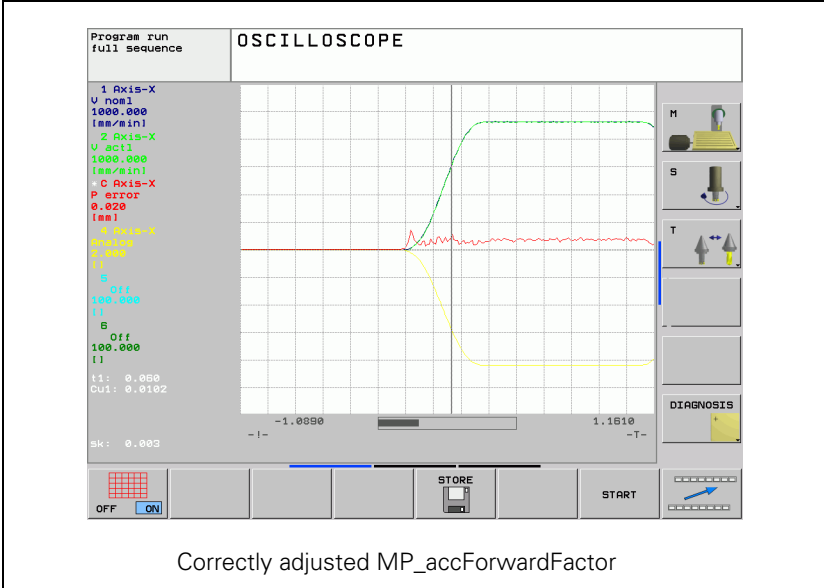 Program run
full sequence
OSCILLOSCOPE
1 Axis-X
V noml
1000.000
[mm/min]
2 Axis-X
V actl
1000.000
[mm/min]
*C Axis-X
P error
0.020
[mm]
4 Axis-X
Analog
2.000
[]
5
Off
100.000
[]
6
Off
100.000
[]
t1: 0.060
Cu1: 0.0102
sk: 0.003
-1.0890
1.1610
-!-
-T-
M
S
T
DIAGNOSIS
OFF ON
STORE
START
Correctly adjusted MP_accForwardFactor